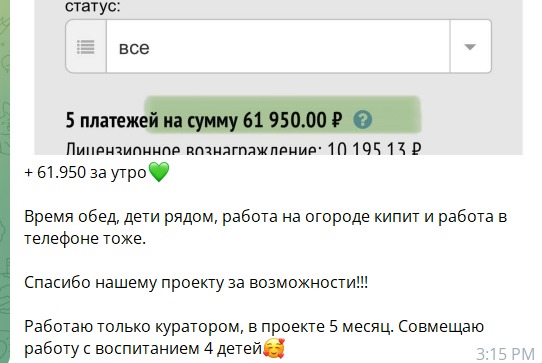 статус:
все
5 платежей на сумму 61 950.00 ₽ ?
Лицензионное вознаграждение: 10 195.13 ₽
+ 61.950 за утро💚
Время обед, дети рядом, работа на огороде кипит и работа в
телефоне тоже.
Спасибо нашему проекту за возможности!!!
Работаю только куратором, в проекте 5 месяц. Совмещаю
работу с воспитанием 4 детей🥰
3:15 PM